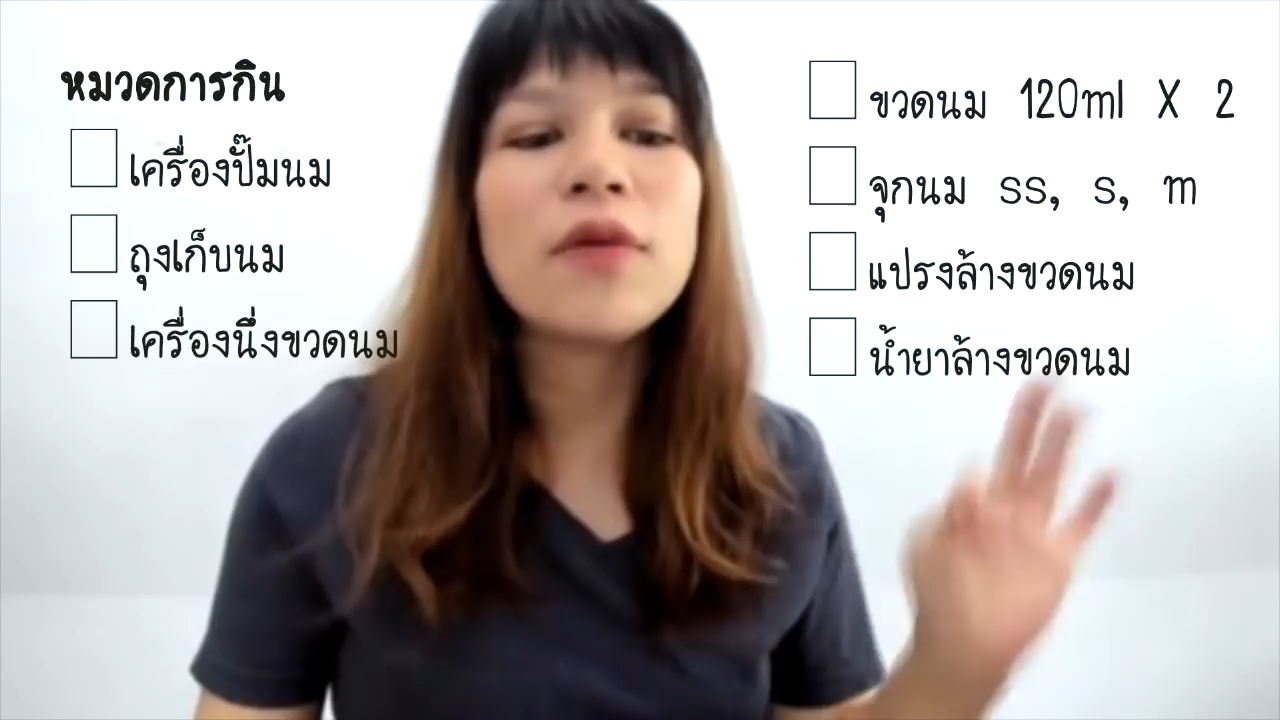 หมวดการกิน
เครื่องปั๊มนม
ถุงเก็บนม
เครื่องนึ่งขวดนม
ขวดนม 120ml X 2
จุกนม ss, s, m
แปรงล้างขวดนม
น้ำยาล้างขวดนม